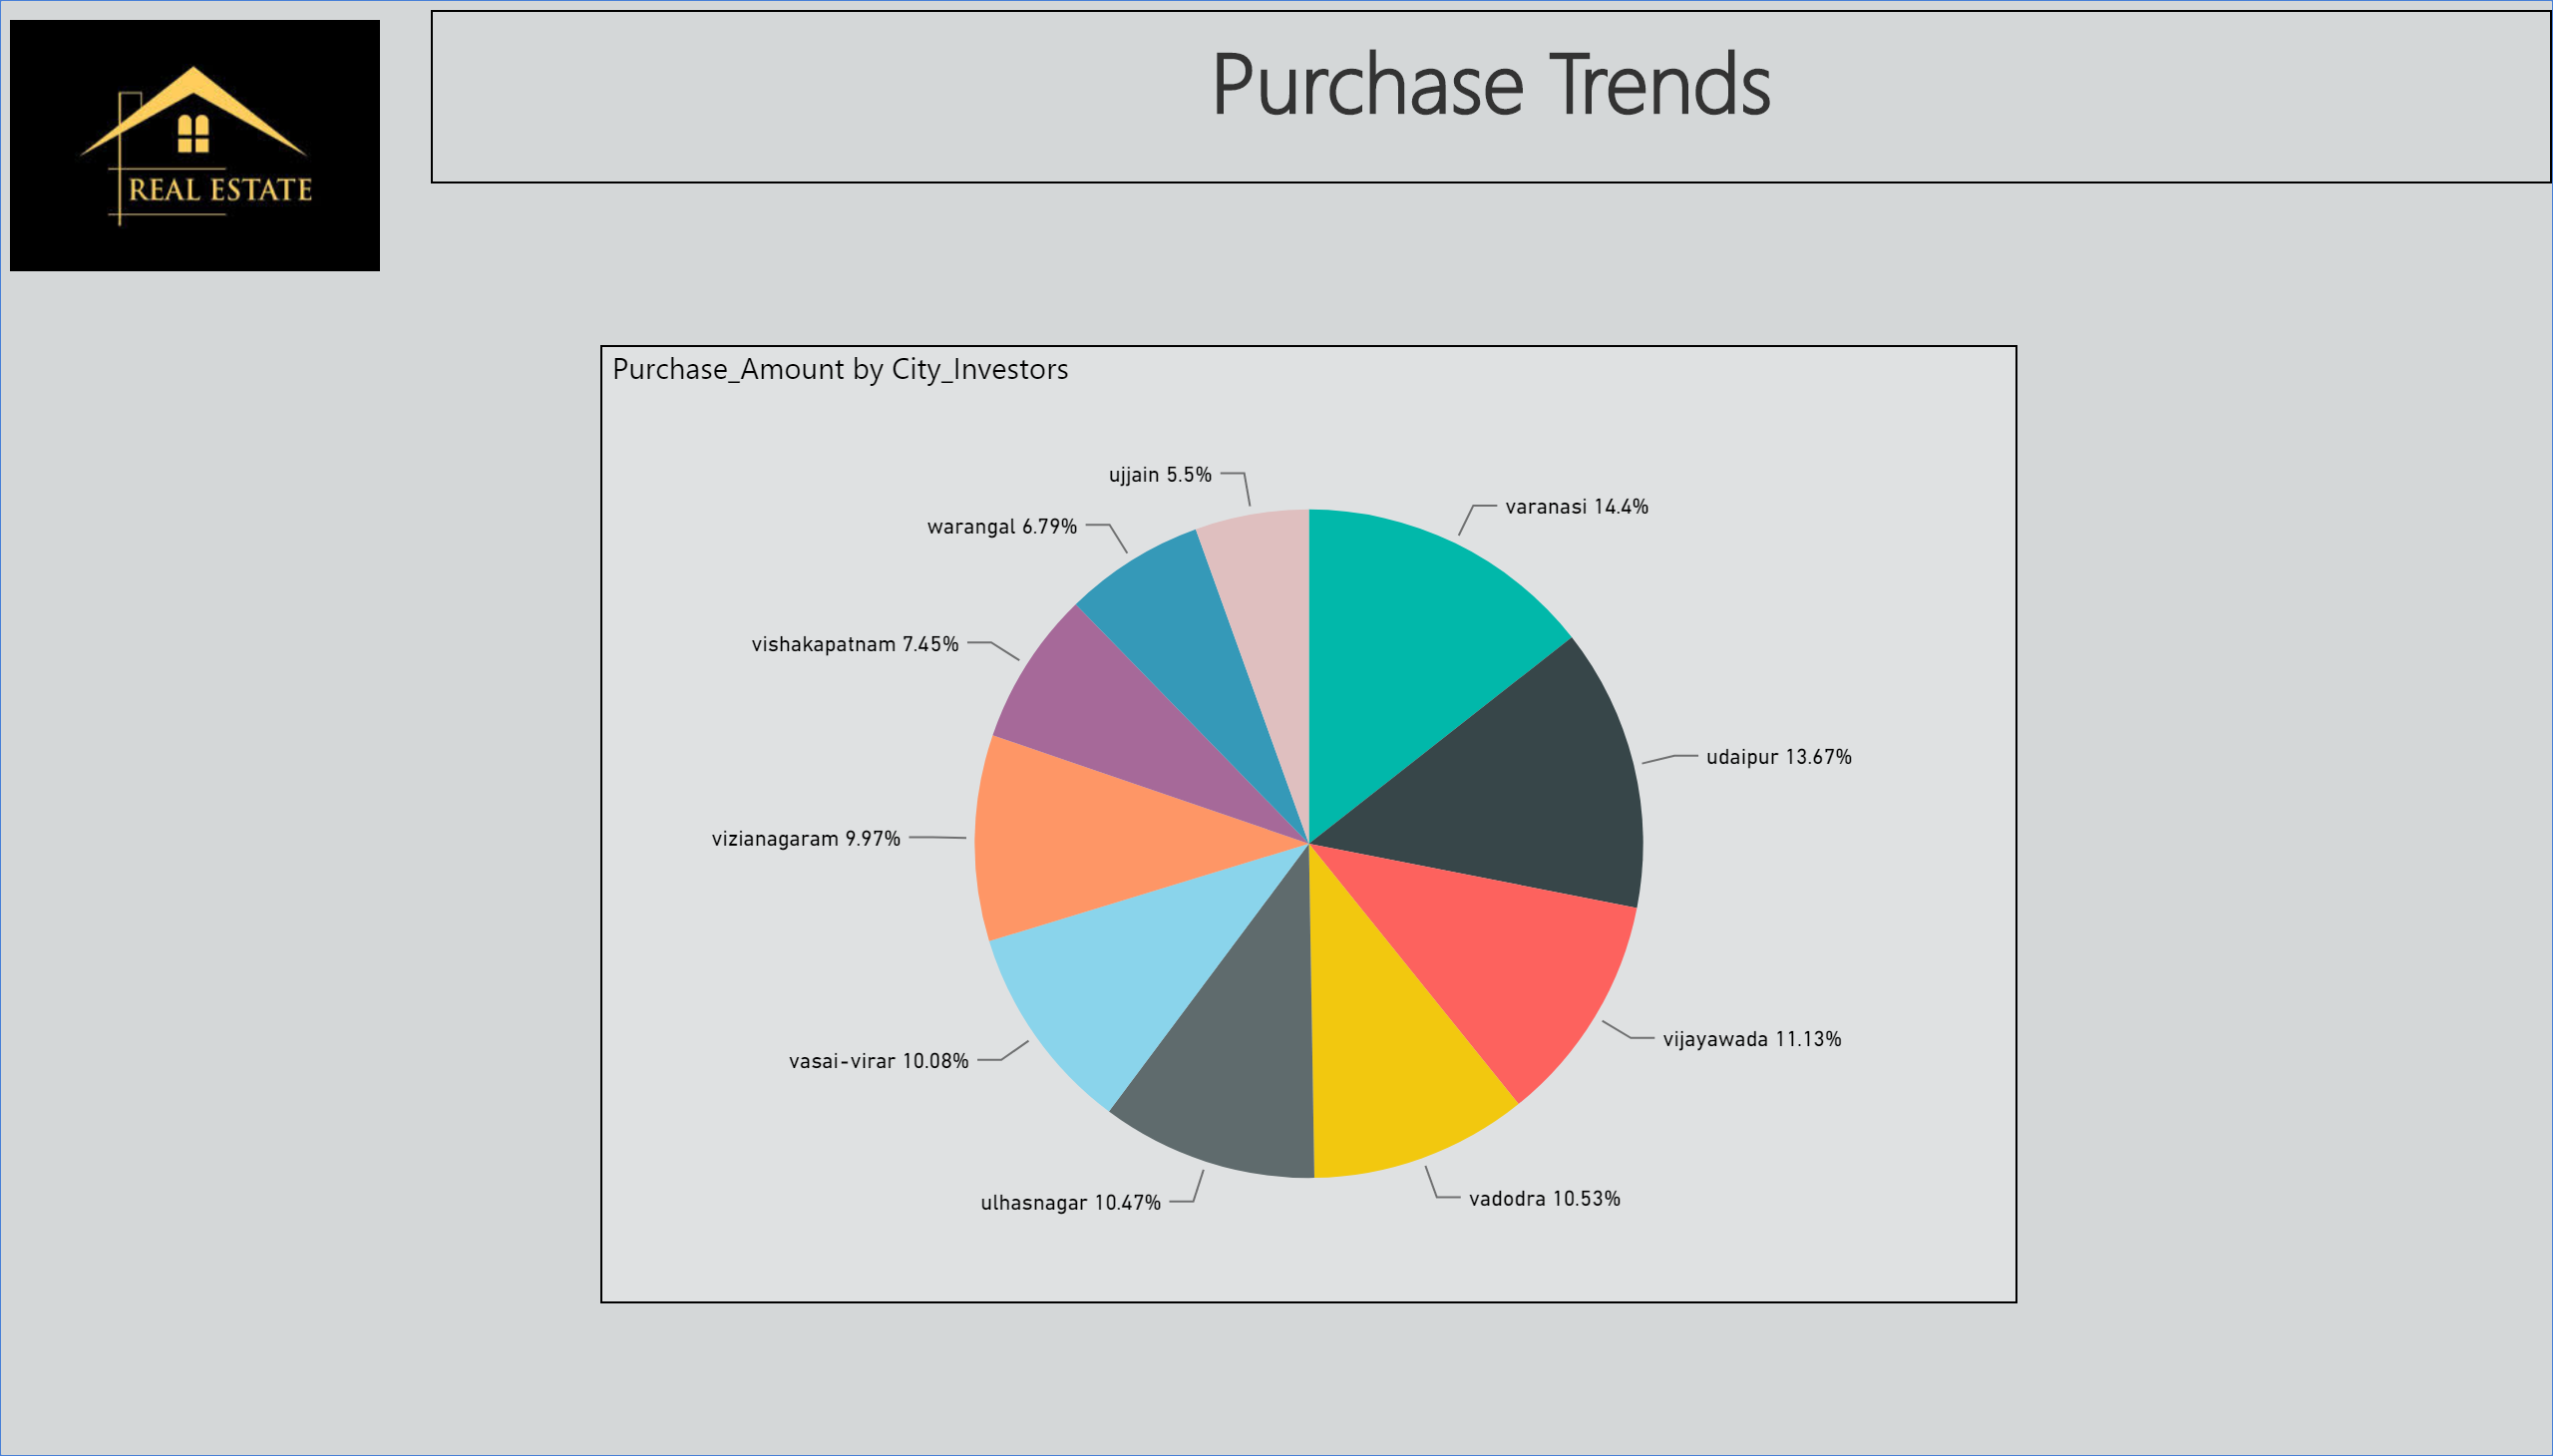 REAL ESTATE
Purchase Trends
Purchase_Amount by City_Investors
ujjain 5.5%
varanasi 14.4%
warangal 6.79%
vishakapatnam 7.45%
udaipur 13.67%
vizianagaram 9.97%
vijayawada 11.13%
vasai-virar 10.08%
vadodra 10.53%
ulhasnagar 10.47%